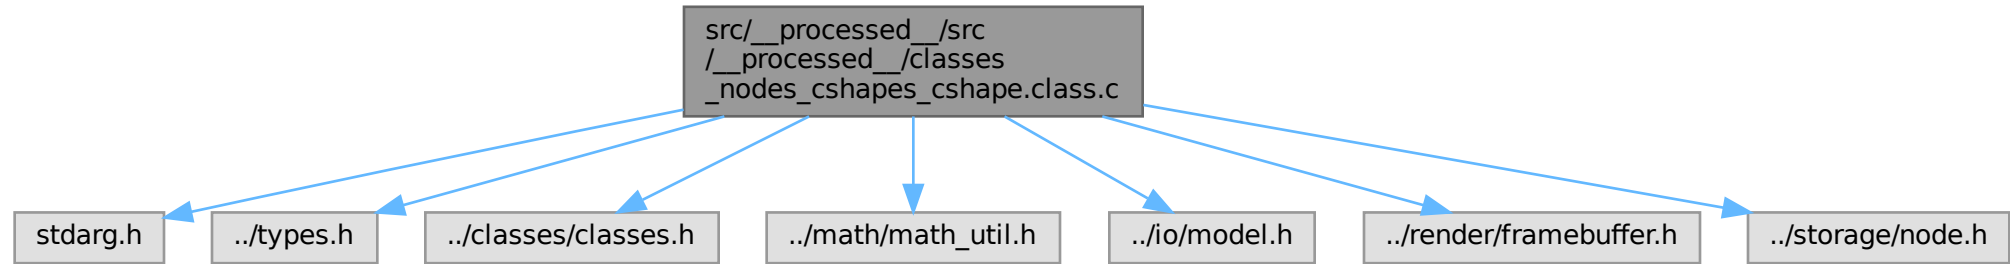 src/__processed__/src
/__processed__/classes
_nodes_cshapes_cshape.class.c
stdarg.h
../types.h
../classes/classes.h
../math/math_util.h
../io/model.h
../render/framebuffer.h
../storage/node.h